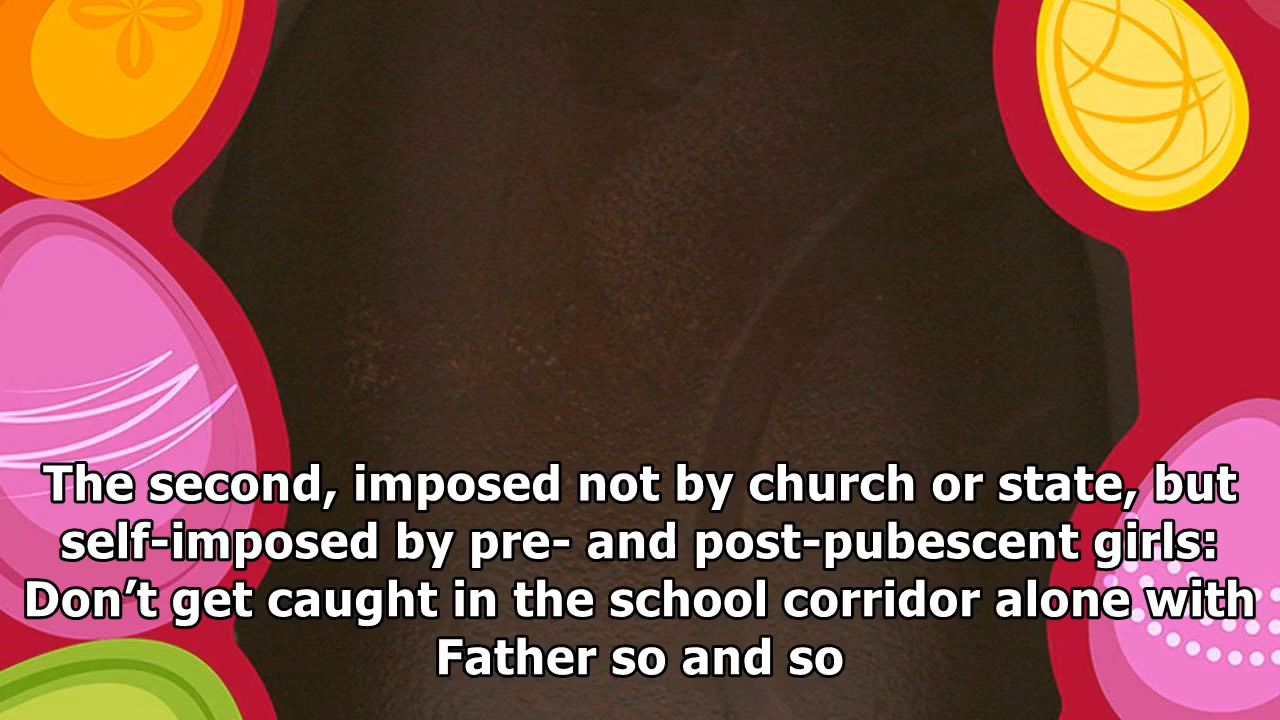 The second, imposed not by church or state, but
self-imposed by pre- and post-pubescent girls:
Don’t get caught in the school corridor alone with
Father so and so